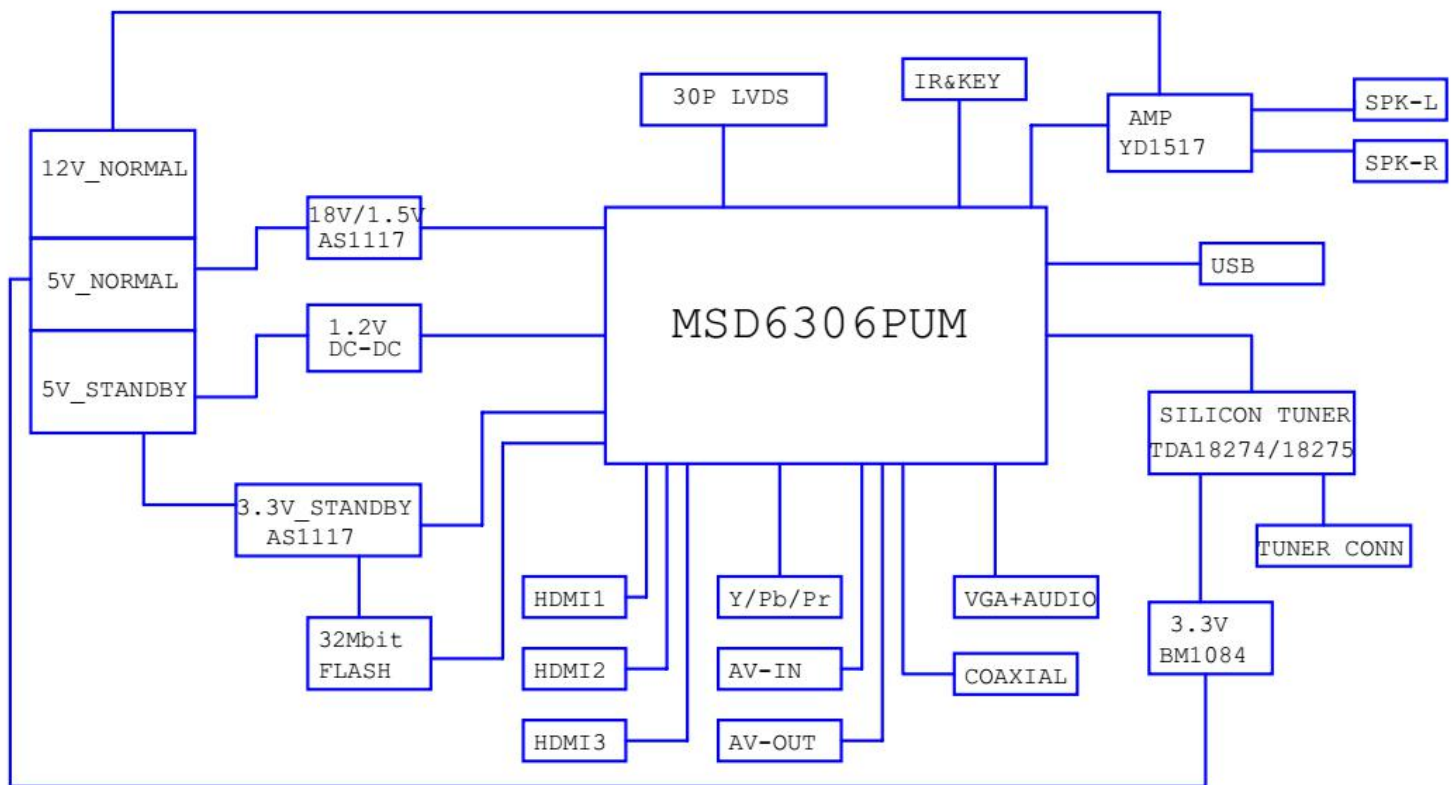 30P LVDS
IR&KEY
AMP
YD1517
SPK-L
SPK-R
12V_NORMAL
5V_NORMAL
5V_STANDBY
18V/1.5V
AS1117
1.2V
DC-DC
MSD6306PUM
USB
SILICON TUNER
TDA18274/18275
TUNER CONN
3.3V_STANDBY
AS1117
32Mbit
FLASH
HDMI1
HDMI2
HDMI3
Y/Pb/Pr
AV-IN
AV-OUT
VGA+AUDIO
COAXIAL
3.3V
BM1084